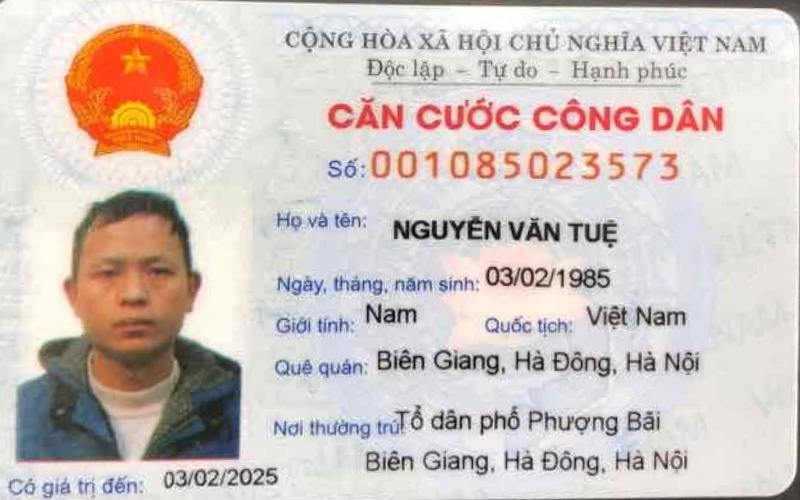 CỘNG HÒA XÃ HỘI CHỦ NGHĨA VIỆT NAM
Độc lập – Tự do – Hạnh phúc
CĂN CƯỚC CÔNG DÂN
Số: 001085023573
Họ và tên: NGUYỄN VĂN TUỆ
Ngày, tháng, năm sinh: 03/02/1985
Giới tính: Nam Quốc tịch: Việt Nam
Quê quán: Biên Giang, Hà Đông, Hà Nội
Nơi thường trú: Tổ dân phố Phượng Bãi
Biên Giang, Hà Đông, Hà Nội
Có giá trị đến: 03/02/2025